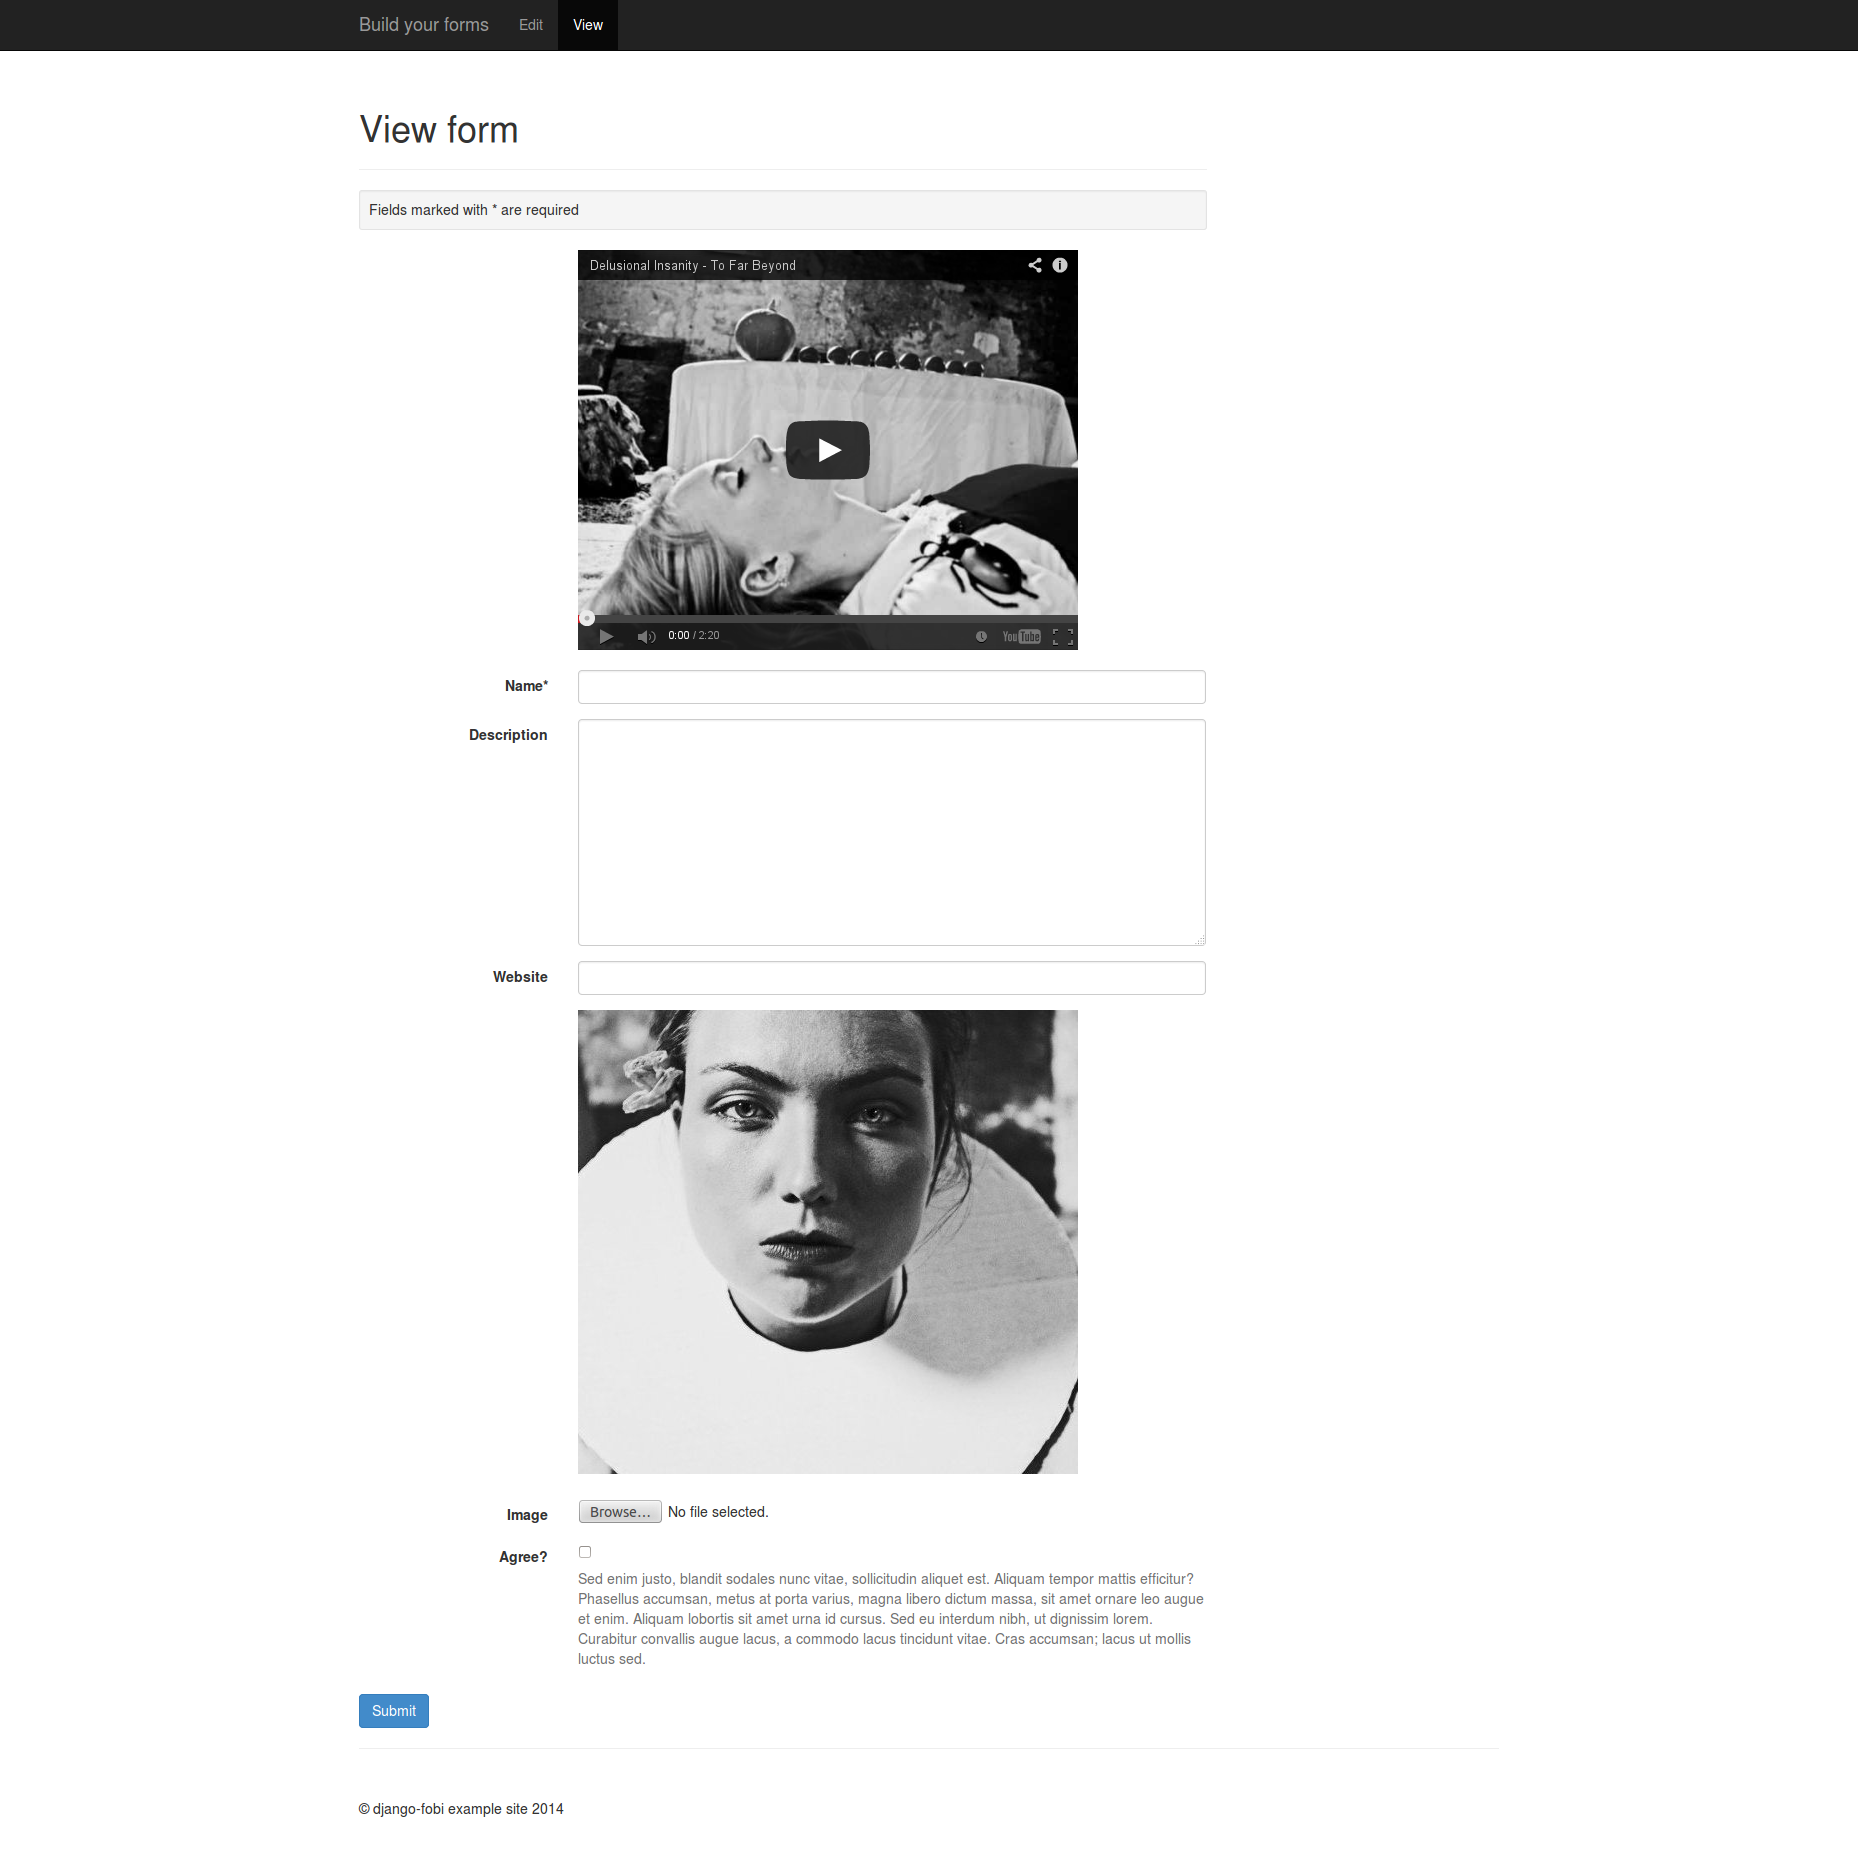 Build your forms Edit View
View form
Fields marked with * are required
Delusional Insanity - To Far Beyond
0:00 / 2:20 YouTube
Name*
Description
Website
Image Browse... No file selected.
Agree?
Sed enim justo, blandit sodales nunc vitae, sollicitudin aliquet est. Aliquam tempor mattis efficitur?
Phasellus accumsan, metus at porta varius, magna libero dictum massa, sit amet ornare leo augue
et enim. Aliquam lobortis sit amet urna id cursus. Sed eu interdum nibh, ut dignissim lorem.
Curabitur convallis augue lacus, a commodo lacus tincidunt vitae. Cras accumsan; lacus ut mollis
luctus sed.
Submit
© django-fobi example site 2014